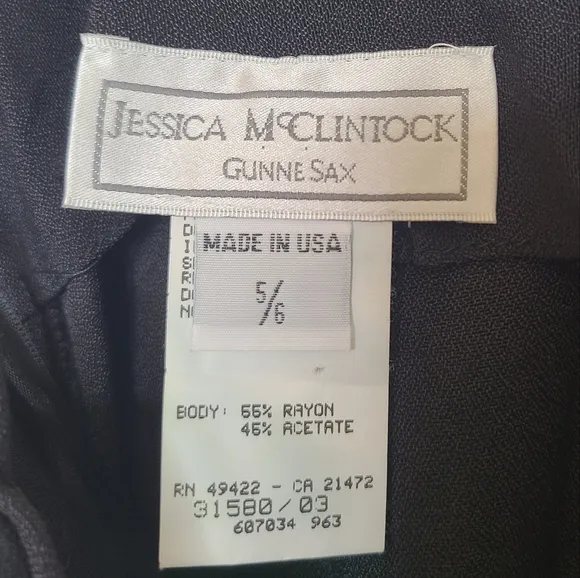 JESSICA McCLINTOCK
GUNNE SAX
MADE IN USA
5/6
BODY: 55% RAYON
45% ACETATE
RN 49422 - CA 21472
31580/03
607034 963